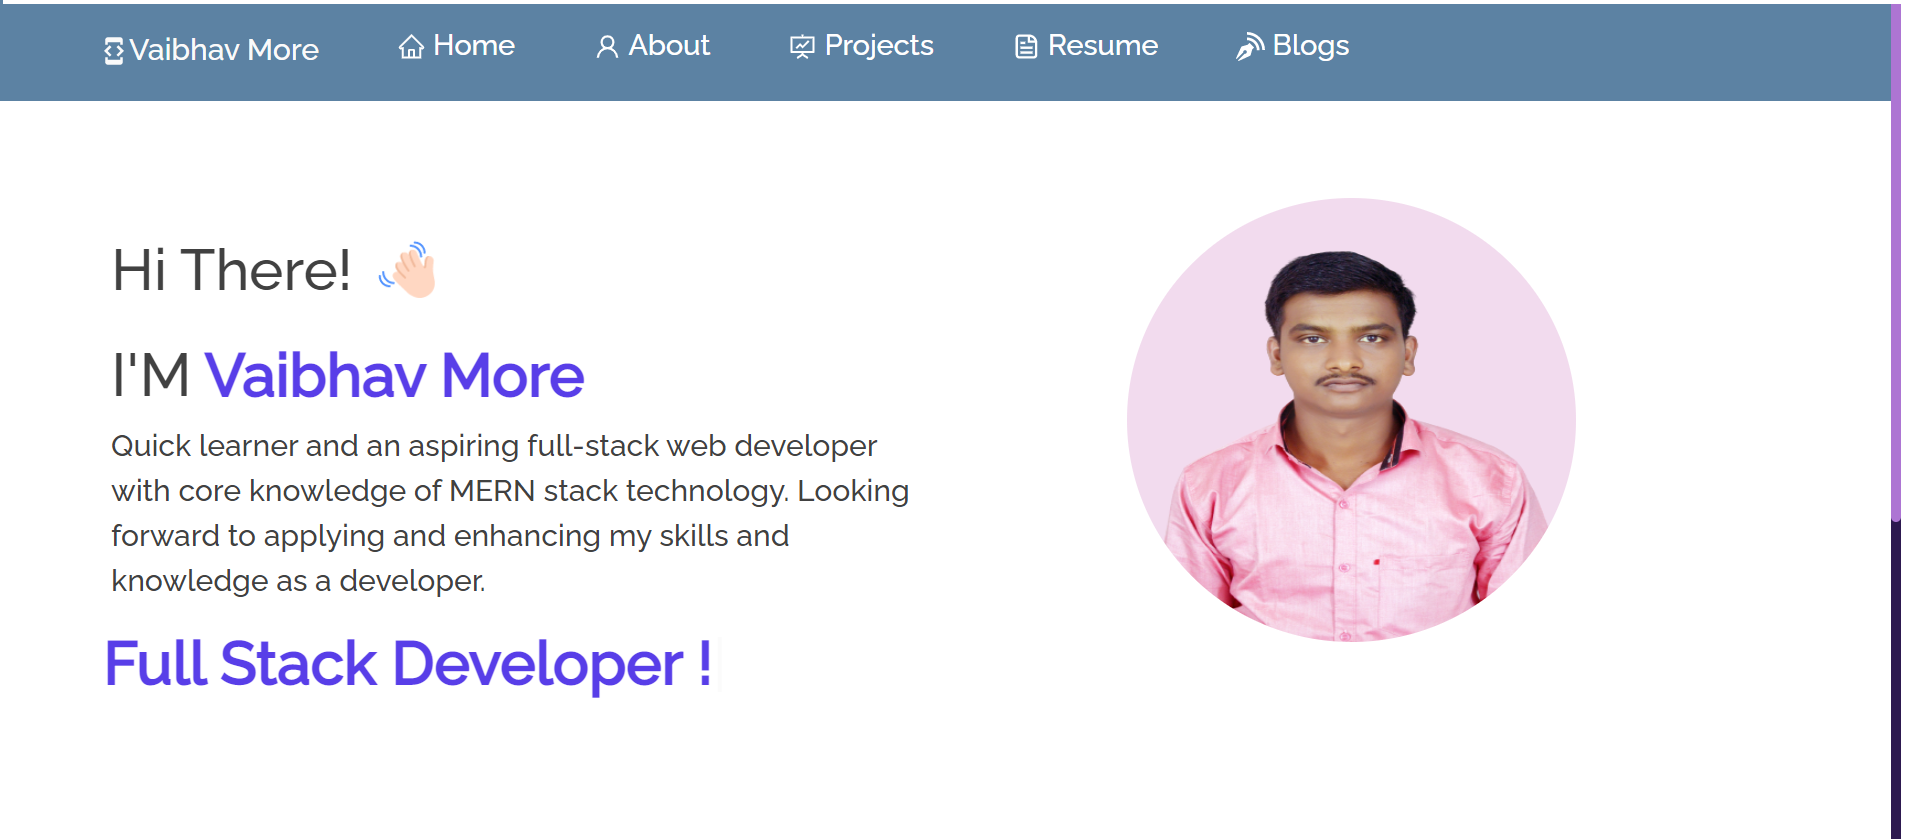 Vaibhav More Home About Projects Resume Blogs
Hi There!
I'M Vaibhav More
Quick learner and an aspiring full-stack web developer
with core knowledge of MERN stack technology. Looking
forward to applying and enhancing my skills and
knowledge as a developer.
Full Stack Developer !